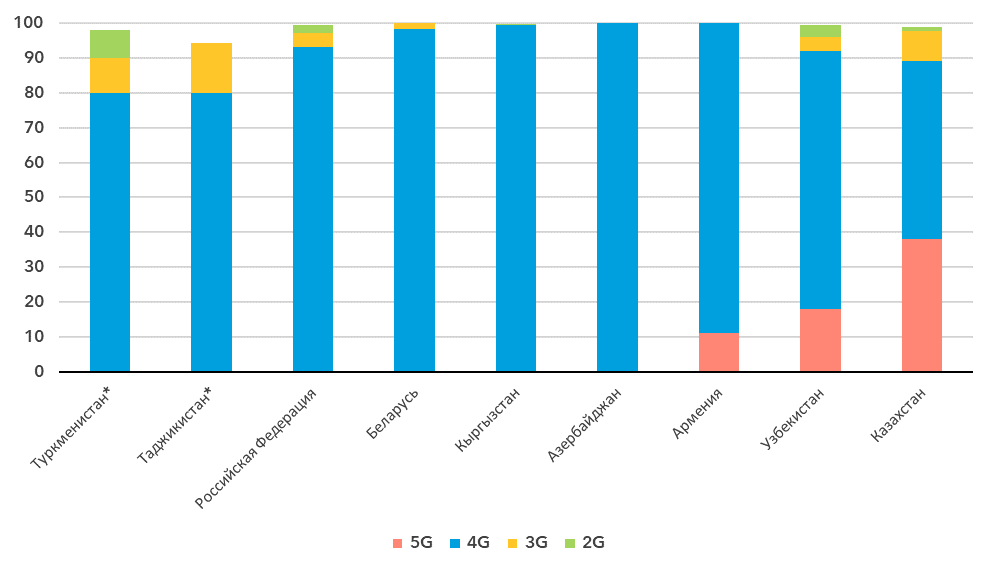 100
90
80
70
60
50
40
30
20
10
0
Туркменистан*
Таджикистан*
Российская Федерация
Беларусь
Кыргызстан
Азербайджан
Армения
Узбекистан
Казахстан
5G 4G 3G 2G